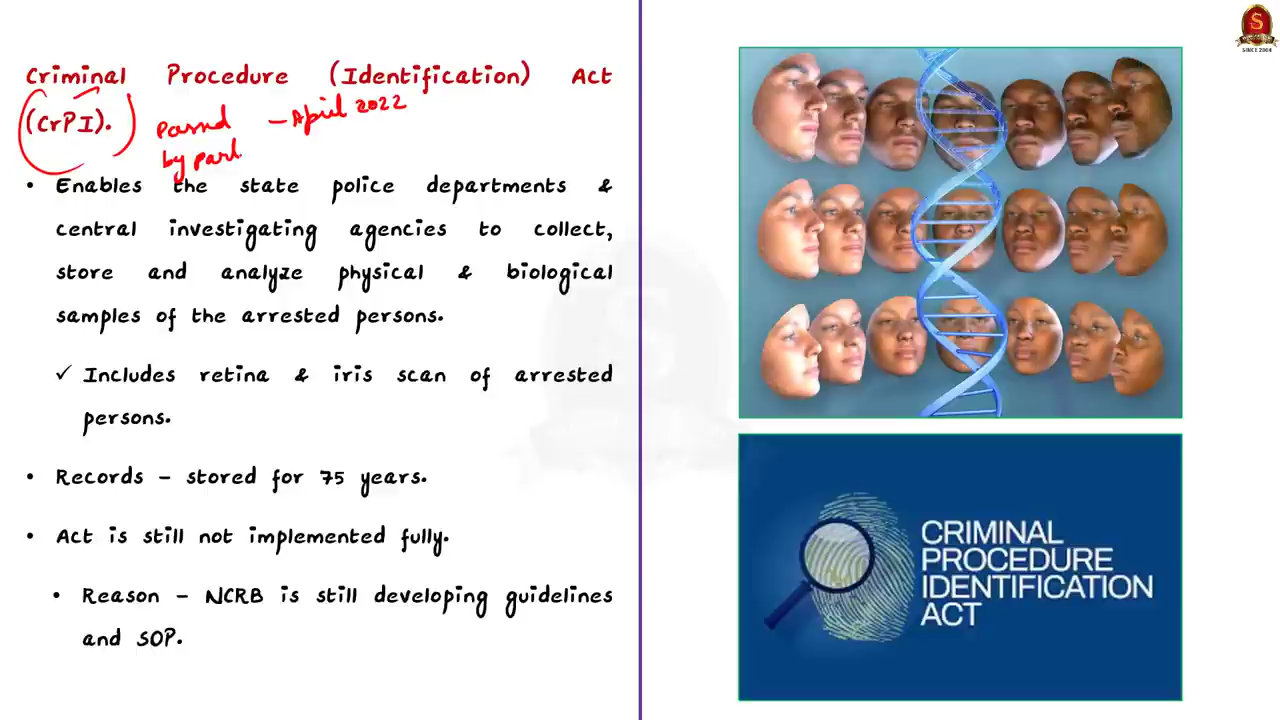 Criminal Procedure (Identification) Act
(CrPI).
Passed - April 2022
by parl
• Enables the state police departments &
central investigating agencies to collect,
store and analyze physical & biological
samples of the arrested persons.
✓ Includes retina & iris scan of arrested
persons.
• Records – stored for 75 years.
• Act is still not implemented fully.
• Reason – NCRB is still developing guidelines
and SOP.
S
SINCE 2004
CRIMINAL
PROCEDURE
IDENTIFICATION
ACT